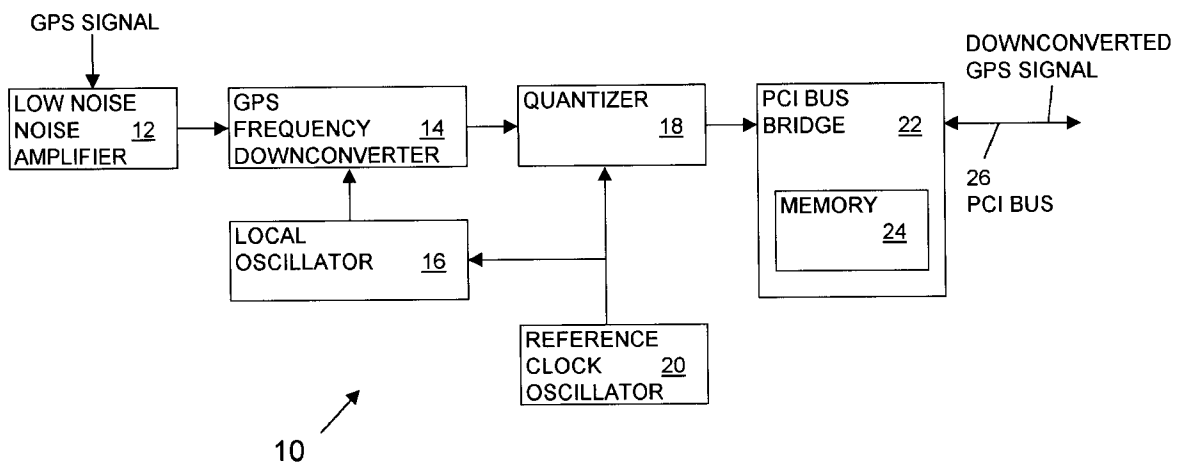 GPS SIGNAL
LOW NOISE
NOISE 12
AMPLIFIER
GPS
FREQUENCY 14
DOWNCONVERTER
QUANTIZER
18
PCI BUS
BRIDGE 22
DOWNCONVERTED
GPS SIGNAL
26
PCI BUS
MEMORY
24
LOCAL
OSCILLATOR 16
REFERENCE
CLOCK 20
OSCILLATOR
10